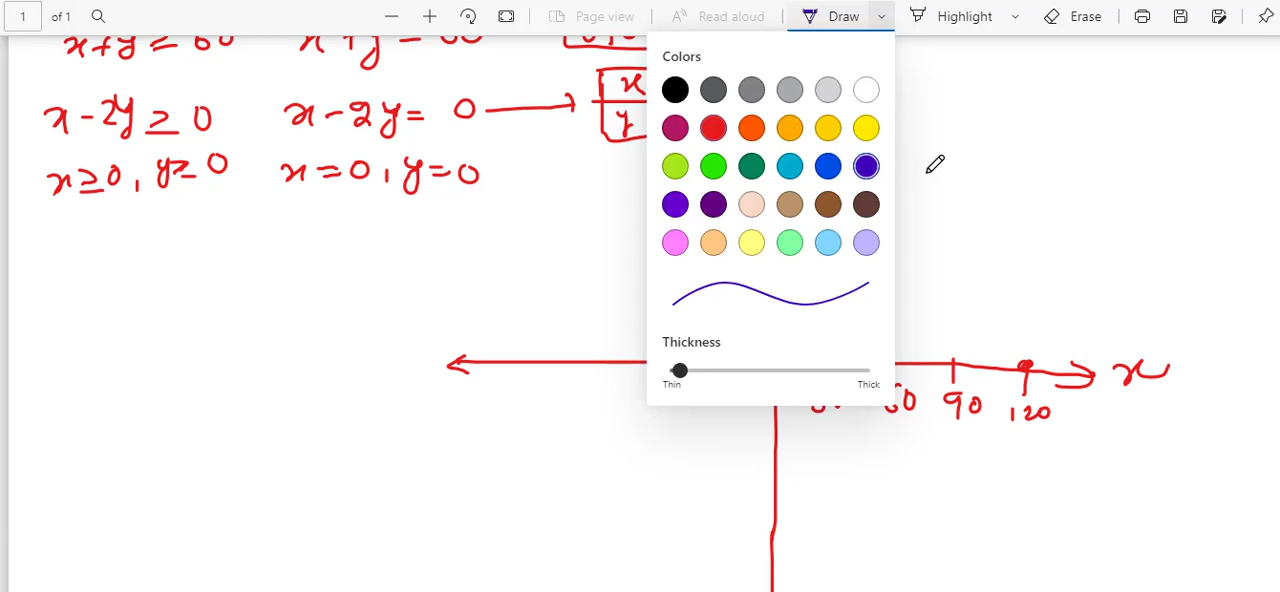 1 of 1 Page view Read aloud Draw Highlight Erase
Colors
x+y ≥ 60 x+y = 60
x-2y ≥ 0 x-2y = 0 → x
y
x≥0, y≥0 x=0, y=0
Thickness
Thin Thick
x
90 120